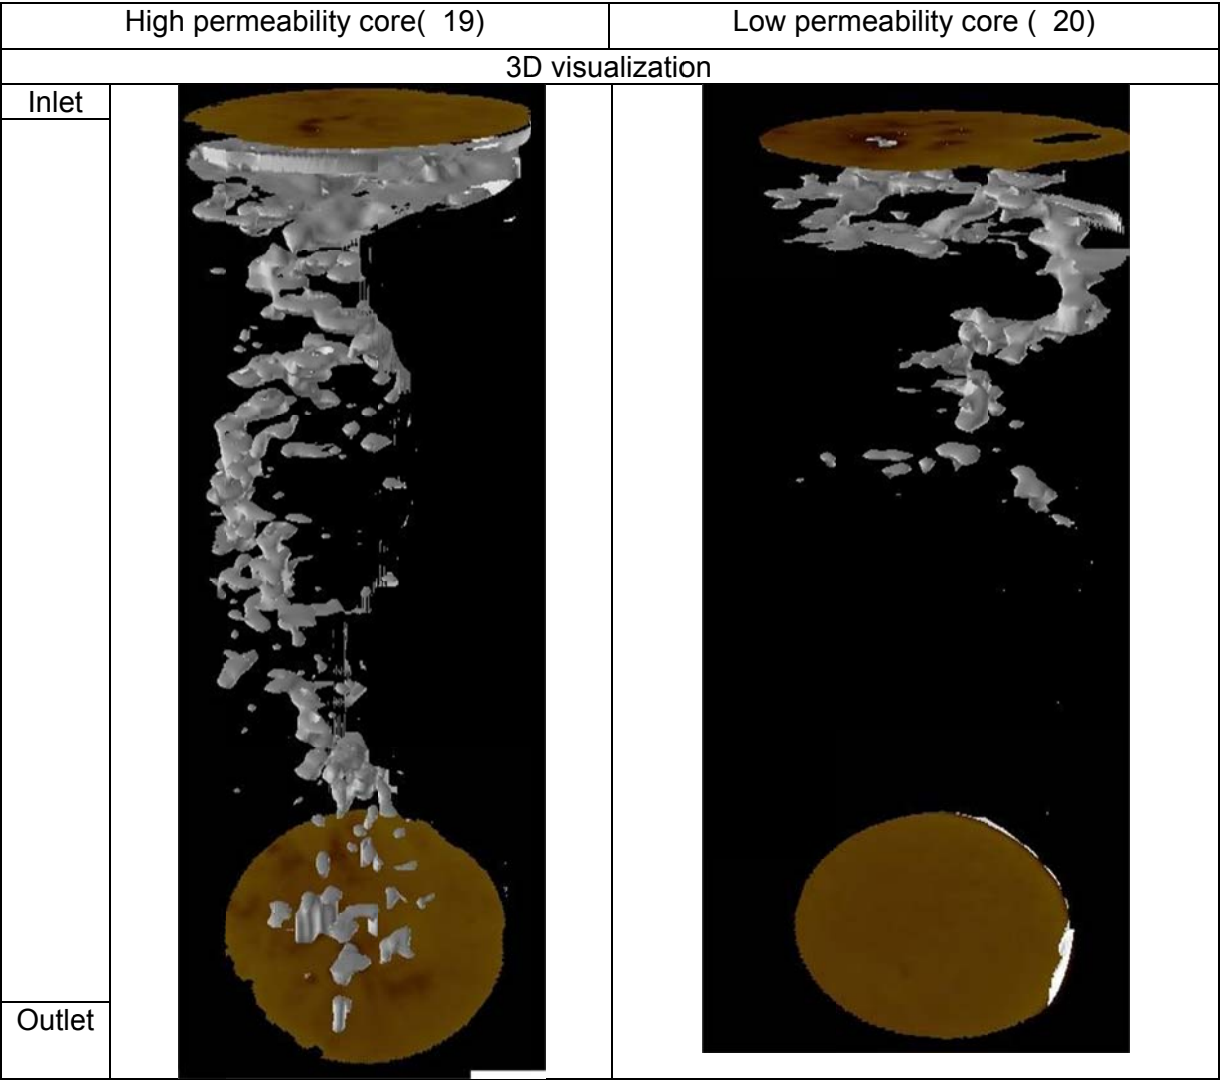 High permeability core(  19)
Low permeability core (  20)
3D visualization
Inlet
Outlet